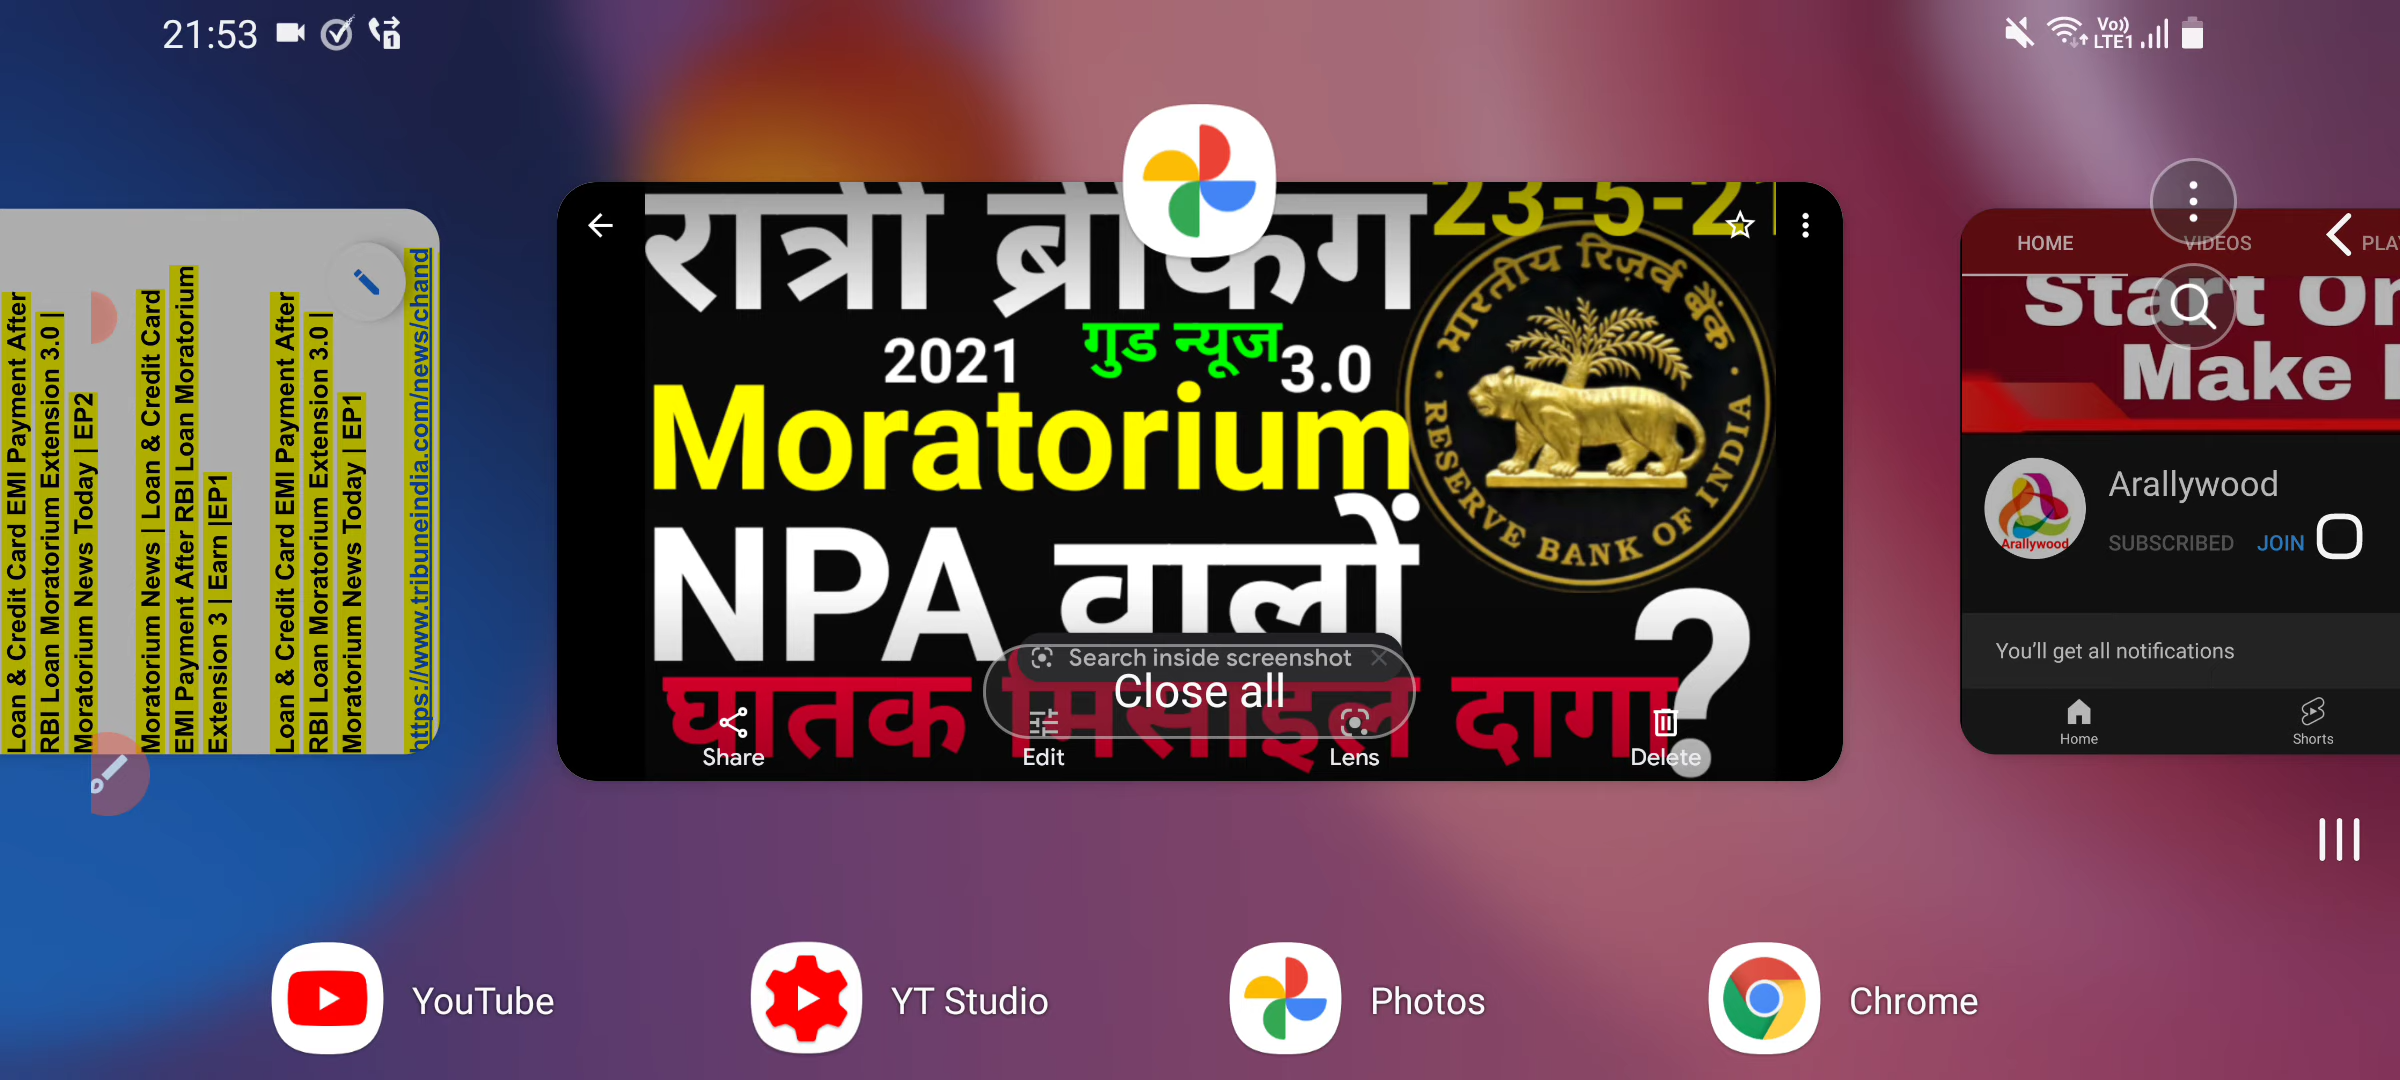 21:53
Vo)) LTE1
Loan & Credit Card EMI Payment After
RBI Loan Moratorium Extension 3.0 |
Moratorium News Today | EP2
Moratorium News | Loan & Credit Card
EMI Payment After RBI Loan Moratorium
Extension 3 | Earn |EP1
Loan & Credit Card EMI Payment After
RBI Loan Moratorium Extension 3.0 |
Moratorium News Today | EP1
https://www.tribuneindia.com/news/chand
रात्री ब्रेकिंग
23-5-2
2021
गुड न्यूज
3.0
Moratorium
NPA वालों
घातक मिसाइल दागा
?
भारतीय रिज़र्व बैंक
RESERVE BANK OF INDIA
Search inside screenshot
Close all
Share
Edit
Lens
Delete
HOME
VIDEOS
Start
Make
Arallywood
Arallywood
SUBSCRIBED
JOIN
You'll get all notifications
Home
Shorts
YouTube
YT Studio
Photos
Chrome